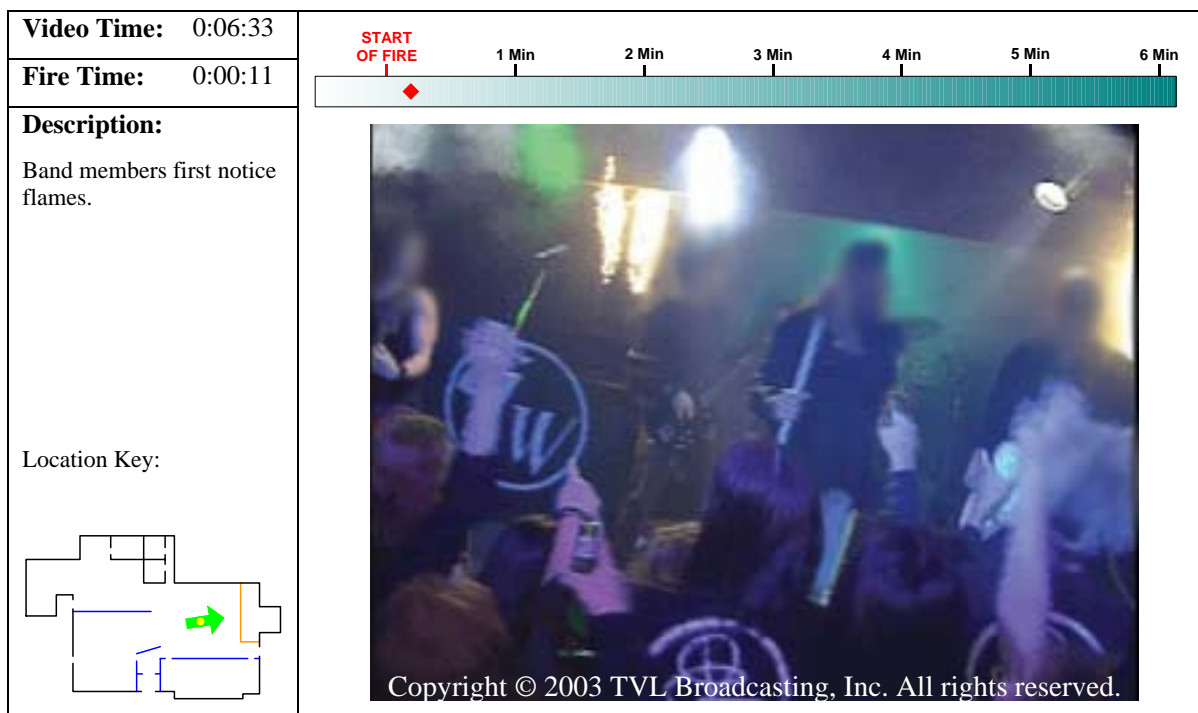 Video Time: 0:06:33
Fire Time: 0:00:11
Description:
Band members first notice
flames.
Location Key:
START
OF FIRE
1 Min
2 Min
3 Min
4 Min
5 Min
6 Min
W
Copyright © 2003 TVL Broadcasting, Inc. All rights reserved.